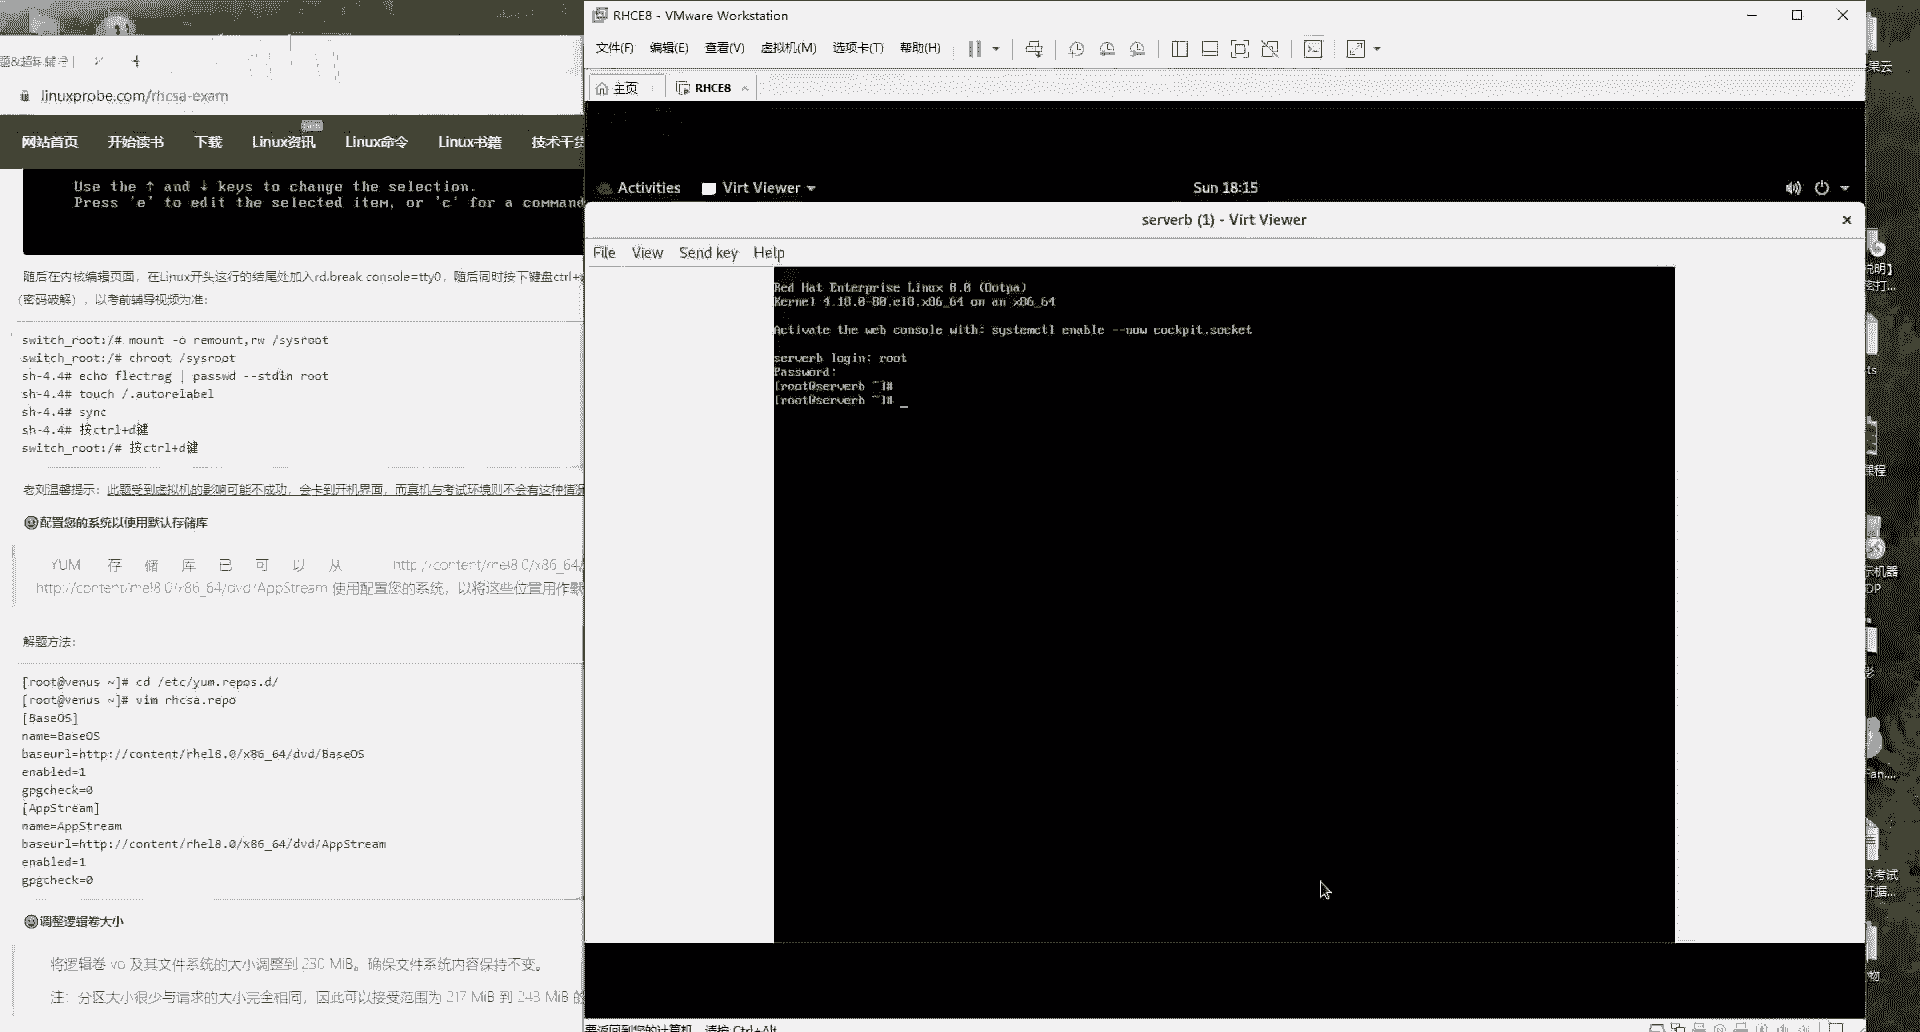 linuxprobe.com/rhcsa-exam
网站首页 开始读书 下载 Linux资讯 Linux命令 Linux书籍 技术干货
Use the ↑ and ↓ keys to change the selection.
Press 'e' to edit the selected item, or 'c' for a command
随后在内核编辑页面，在Linux开头这行的结尾处加入rd.break console=tty0，随后同时按下键盘ctrl+
（密码破解），以考前辅导视频为准：
switch_root:/# mount -o remount,rw /sysroot
switch_root:/# chroot /sysroot
sh-4.4# echo flectrag | passwd --stdin root
sh-4.4# touch /.autorelabel
sh-4.4# sync
sh-4.4# 按ctrl+d键
switch_root:/# 按ctrl+d键
老刘温馨提示：此题受到虚拟机的影响可能不成功，会卡到开机界面，而真机与考试环境则不会有这种情况
配置您的系统以使用默认存储库
YUM 存储库已可以从 http://content/rhel8.0/x86_64/
http://content/rhel8.0/x86_64/dvd/AppStream 使用配置您的系统，以将这些位置用作默
解题方法：
[root@venus ~]# cd /etc/yum.repos.d/
[root@venus ~]# vim rhcsa.repo
[BaseOS]
name=BaseOS
baseurl=http://content/rhel8.0/x86_64/dvd/BaseOS
enabled=1
gpgcheck=0
[AppStream]
name=AppStream
baseurl=http://content/rhel8.0/x86_64/dvd/AppStream
enabled=1
gpgcheck=0
调整逻辑卷大小
将逻辑卷 vo 及其文件系统的大小调整到 230 MiB。确保文件系统内容保持不变。
注：分区大小很少与请求的大小完全相同，因此可以接受范围为 217 MiB 到 243 MiB 的
RHCE8 - VMware Workstation
文件(F) 编辑(E) 查看(V) 虚拟机(M) 选项卡(T) 帮助(H)
主页 RHCE8
Activities Virt Viewer Sun 18:15
serverb (1) - Virt Viewer
File View Send key Help
Red Hat Enterprise Linux 8.0 (Ootpa)
Kernel 4.18.0-80.el8.x86_64 on an x86_64
Activate the web console with: systemctl enable --now cockpit.socket
serverb login: root
Password:
[root@serverb ~]#
[root@serverb ~]# _
要返回到您的计算机，请按 Ctrl+Alt
果云
说明】
ts
课程
示机器
DP
Fan....
及考试
物